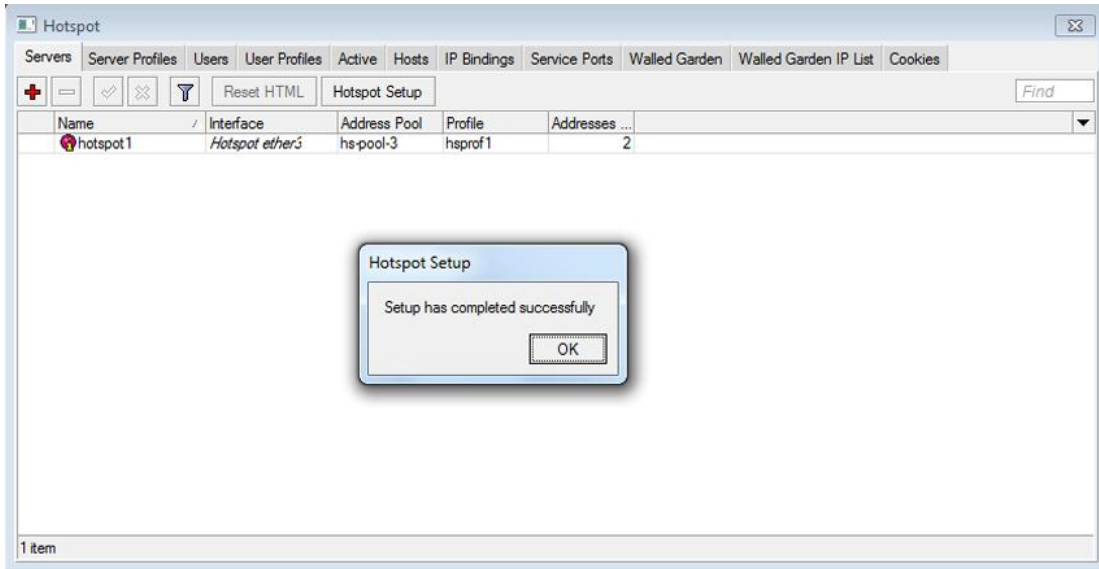 Hotspot
Servers Server Profiles Users User Profiles Active Hosts IP Bindings Service Ports Walled Garden Walled Garden IP List Cookies
Reset HTML Hotspot Setup Find
Name Interface Address Pool Profile Addresses ...
hotspot1 Hotspot ether3 hs-pool-3 hsprof1 2
Hotspot Setup
Setup has completed successfully
OK
1 item